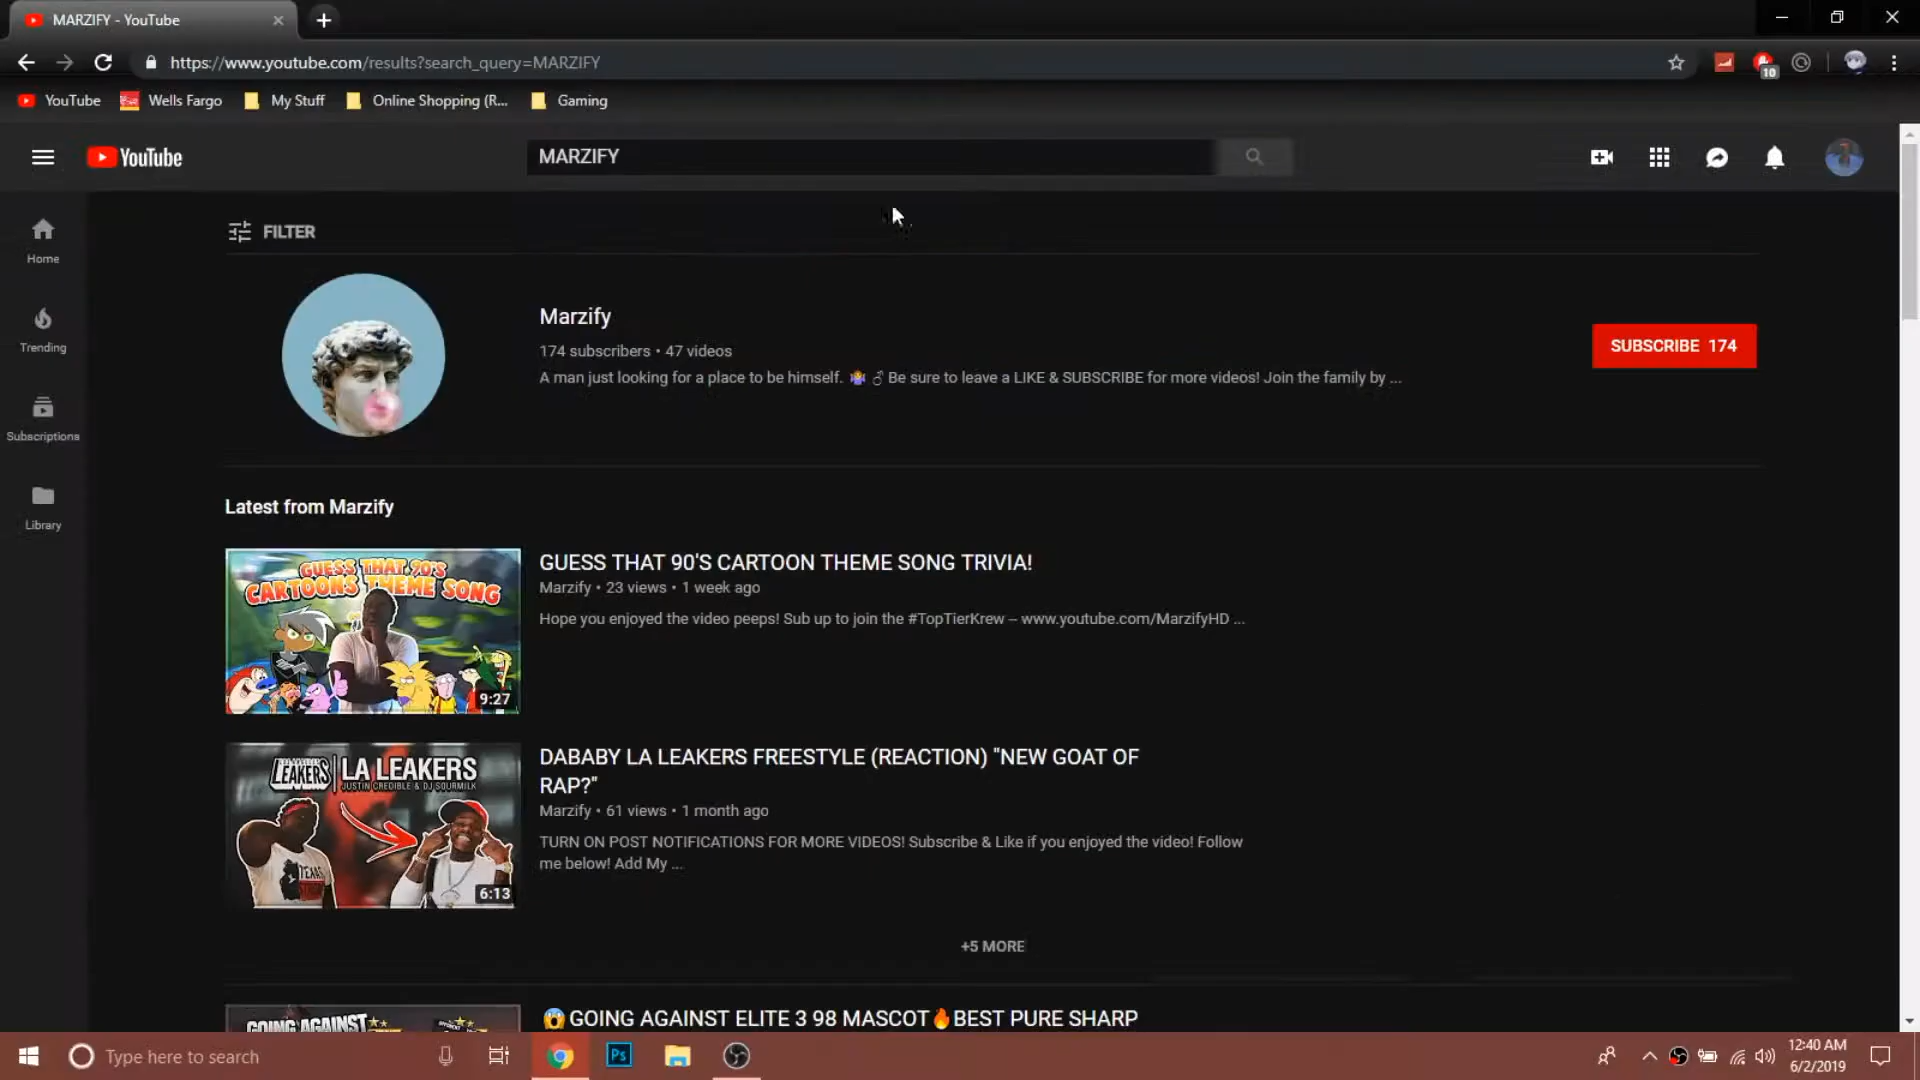 MARZIFY - YouTube
https://www.youtube.com/results?search_query=MARZIFY
10
YouTube Wells Fargo My Stuff Online Shopping (R... Gaming
YouTube
MARZIFY
FILTER
Home
Trending
Subscriptions
Library
Marzify
174 subscribers • 47 videos
A man just looking for a place to be himself. 🤷 ♂ Be sure to leave a LIKE & SUBSCRIBE for more videos! Join the family by ...
SUBSCRIBE 174
Latest from Marzify
GUESS THAT 90'S
CARTOONS THEME SONG
9:27
GUESS THAT 90'S CARTOON THEME SONG TRIVIA!
Marzify • 23 views • 1 week ago
Hope you enjoyed the video peeps! Sub up to join the #TopTierKrew – www.youtube.com/MarzifyHD ...
LEAKERS LA LEAKERS
JUSTIN CREDIBLE & DJ SOURMILK
6:13
DABABY LA LEAKERS FREESTYLE (REACTION) "NEW GOAT OF
RAP?"
Marzify • 61 views • 1 month ago
TURN ON POST NOTIFICATIONS FOR MORE VIDEOS! Subscribe & Like if you enjoyed the video! Follow
me below! Add My ...
+5 MORE
GOING AGAINST
😱GOING AGAINST ELITE 3 98 MASCOT🔥BEST PURE SHARP
Type here to search
Ps
12:40 AM
6/2/2019